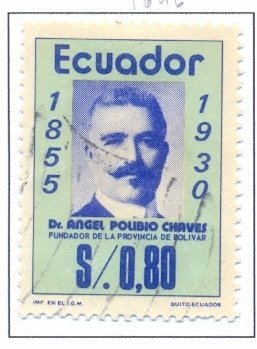 Ecuador
1855
1930
Dr. ANGEL POLIBIO CHAVES
FUNDADOR DE LA PROVINCIA DE BOLIVAR
S/. 0,80
IMP. EN EL I.G.M.
QUITO-ECUADOR